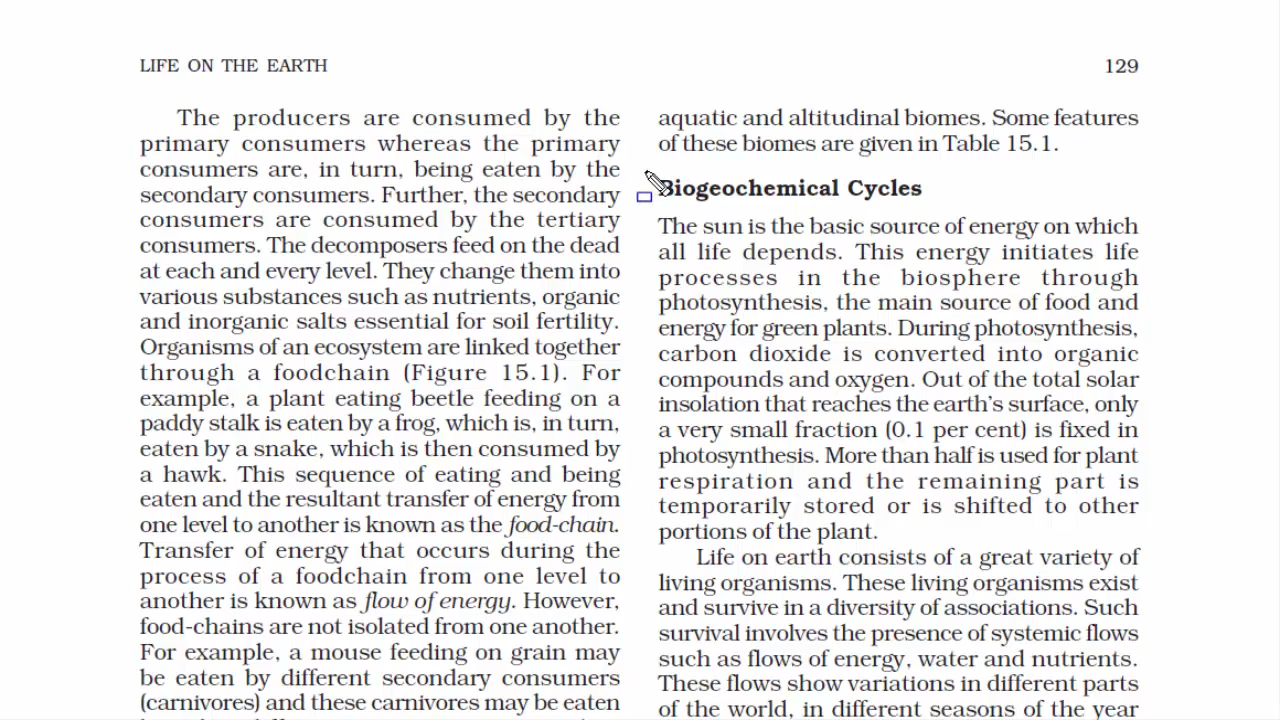 LIFE ON THE EARTH
129
The producers are consumed by the
primary consumers whereas the primary
consumers are, in turn, being eaten by the
secondary consumers. Further, the secondary
consumers are consumed by the tertiary
consumers. The decomposers feed on the dead
at each and every level. They change them into
various substances such as nutrients, organic
and inorganic salts essential for soil fertility.
Organisms of an ecosystem are linked together
through a foodchain (Figure 15.1). For
example, a plant eating beetle feeding on a
paddy stalk is eaten by a frog, which is, in turn,
eaten by a snake, which is then consumed by
a hawk. This sequence of eating and being
eaten and the resultant transfer of energy from
one level to another is known as the food-chain.
Transfer of energy that occurs during the
process of a foodchain from one level to
another is known as flow of energy. However,
food-chains are not isolated from one another.
For example, a mouse feeding on grain may
be eaten by different secondary consumers
(carnivores) and these carnivores may be eaten
aquatic and altitudinal biomes. Some features
of these biomes are given in Table 15.1.
Biogeochemical Cycles
The sun is the basic source of energy on which
all life depends. This energy initiates life
processes in the biosphere through
photosynthesis, the main source of food and
energy for green plants. During photosynthesis,
carbon dioxide is converted into organic
compounds and oxygen. Out of the total solar
insolation that reaches the earth's surface, only
a very small fraction (0.1 per cent) is fixed in
photosynthesis. More than half is used for plant
respiration and the remaining part is
temporarily stored or is shifted to other
portions of the plant.
Life on earth consists of a great variety of
living organisms. These living organisms exist
and survive in a diversity of associations. Such
survival involves the presence of systemic flows
such as flows of energy, water and nutrients.
These flows show variations in different parts
of the world, in different seasons of the year